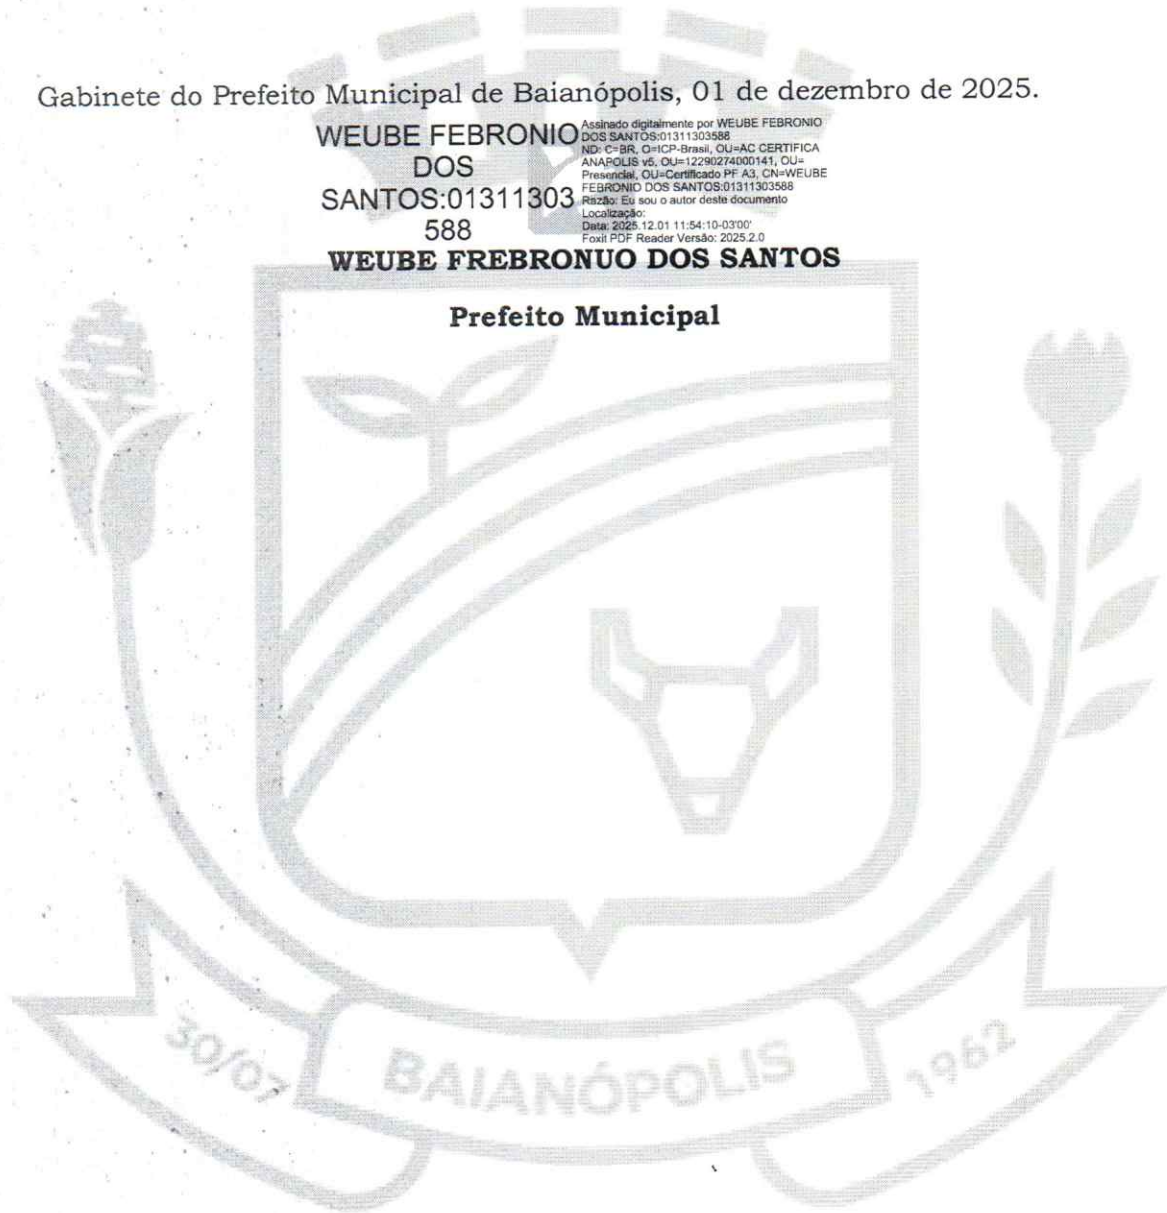 Gabinete do Prefeito Municipal de Baianópolis, 01 de dezembro de 2025.
WEUBE FEBRONIO
DOS
SANTOS:01311303
588
Assinado digitalmente por WEUBE FEBRONIO
DOS SANTOS:01311303588
ND: C=BR, O=ICP-Brasil, OU=AC CERTIFICA
ANAPOLIS v5, OU=12290274000141, OU=
Presencial, OU=Certificado PF A3, CN=WEUBE
FEBRONIO DOS SANTOS:01311303588
Razão: Eu sou o autor deste documento
Localização:
Data: 2025.12.01 11:54:10-03'00'
Foxit PDF Reader Versão: 2025.2.0
WEUBE FREBRONUO DOS SANTOS
Prefeito Municipal
30/07
BAIANÓPOLIS
1962